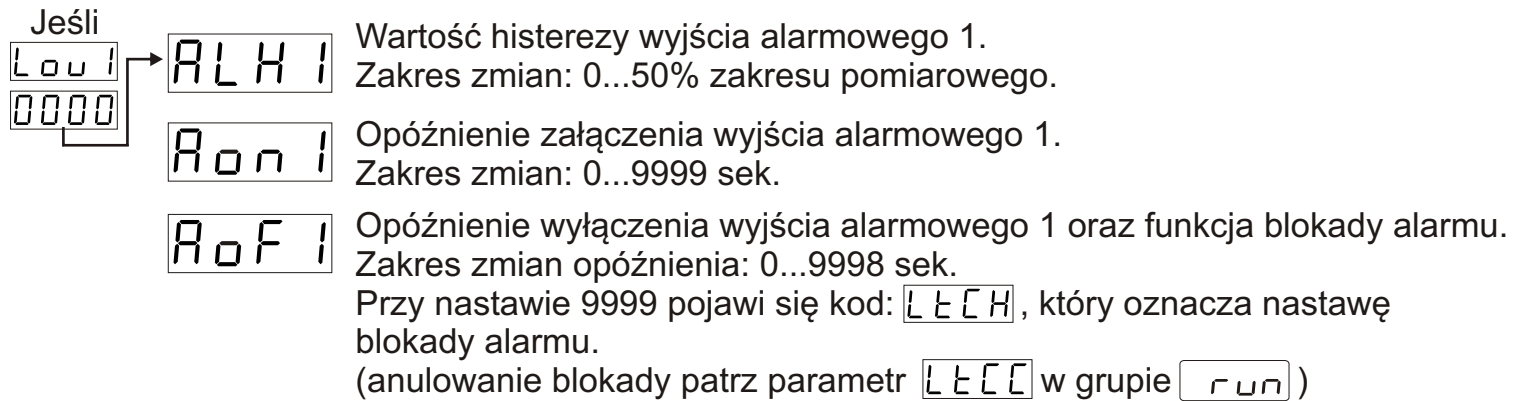 Jeśli
Lou1
0000
ALH1 Wartość histerezy wyjścia alarmowego 1.
Zakres zmian: 0...50% zakresu pomiarowego.
Aon1 Opóźnienie załączenia wyjścia alarmowego 1.
Zakres zmian: 0...9999 sek.
AoF1 Opóźnienie wyłączenia wyjścia alarmowego 1 oraz funkcja blokady alarmu.
Zakres zmian opóźnienia: 0...9998 sek.
Przy nastawie 9999 pojawi się kod: LtCH, który oznacza nastawę
blokady alarmu.
(anulowanie blokady patrz parametr LtCC w grupie run)